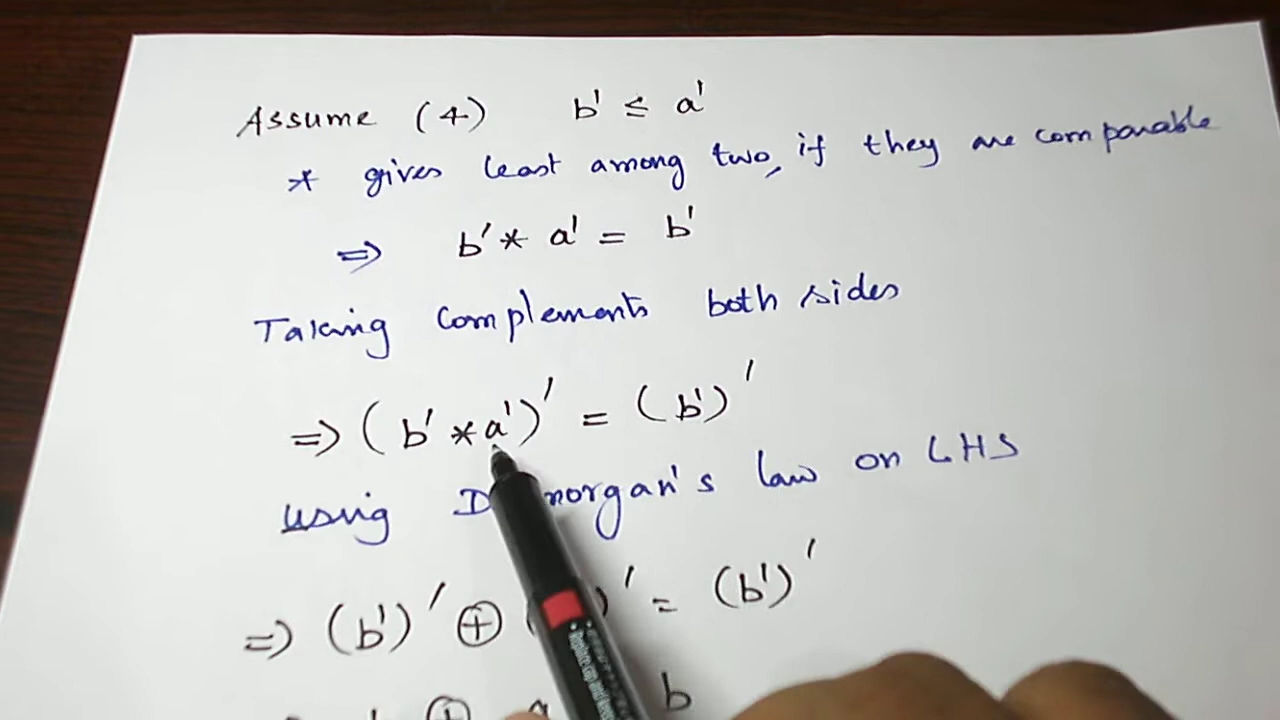 Assume (4) b' ≤ a'
* gives least among two, if they are comparable
⇒ b' * a' = b'
Taking complements both sides
⇒ (b' * a')' = (b')'
using D morgan's law on LHS
⇒ (b')' ⊕ )' = (b')'
⊕ a b